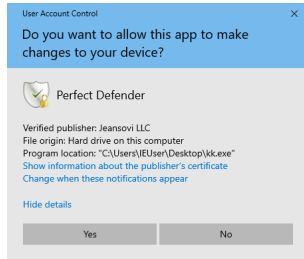 User Account Control
Do you want to allow this app to make
changes to your device?
Perfect Defender
Verified publisher: Jeansovi LLC
File origin: Hard drive on this computer
Program location: "C:\Users\IEUser\Desktop\kk.exe"
Show information about the publisher's certificate
Change when these notifications appear
Hide details
Yes
No